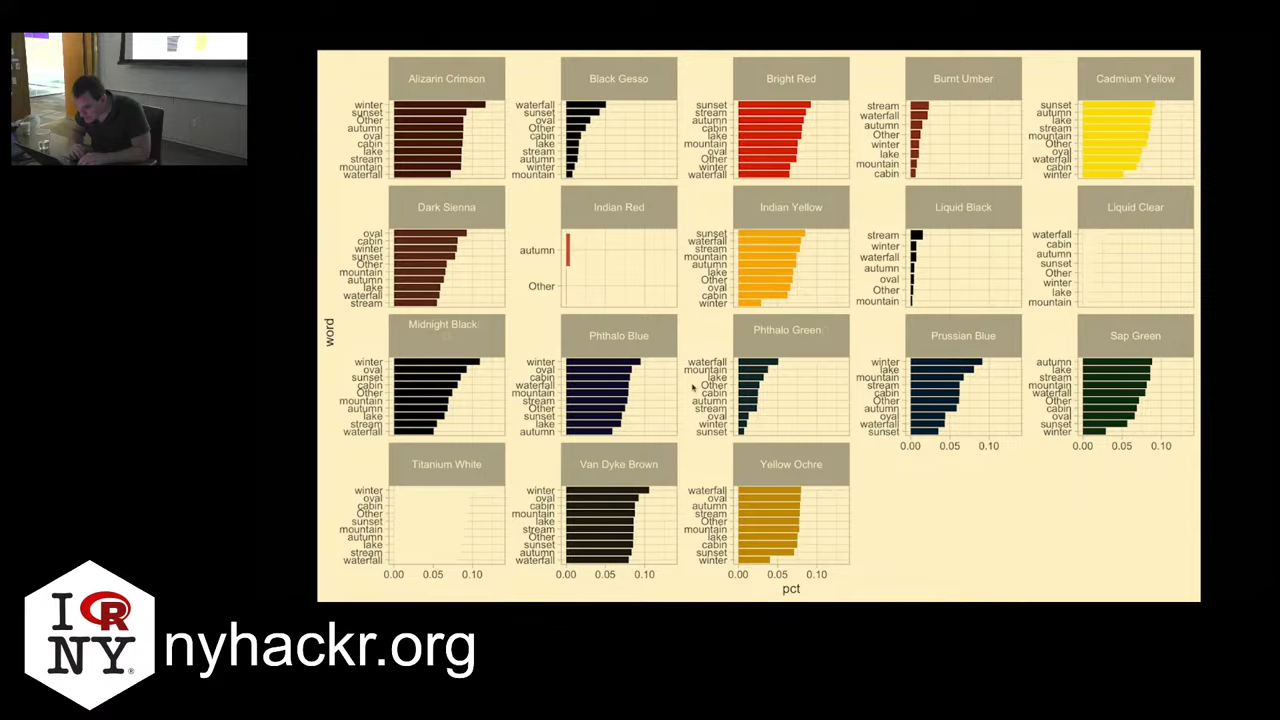 Alizarin Crimson
winter
sunset
Other
autumn
oval
cabin
lake
stream
mountain
waterfall
Black Gesso
waterfall
sunset
oval
Other
cabin
lake
stream
autumn
winter
mountain
Bright Red
sunset
stream
autumn
cabin
lake
mountain
oval
Other
winter
waterfall
Burnt Umber
stream
waterfall
autumn
Other
winter
lake
mountain
cabin
Cadmium Yellow
sunset
autumn
lake
stream
mountain
Other
oval
waterfall
cabin
winter
Dark Sienna
oval
cabin
winter
sunset
Other
mountain
autumn
lake
waterfall
stream
Indian Red
autumn
Other
Indian Yellow
sunset
waterfall
stream
mountain
autumn
lake
Other
oval
cabin
winter
Liquid Black
stream
winter
waterfall
autumn
oval
Other
mountain
Liquid Clear
waterfall
cabin
autumn
sunset
Other
winter
lake
mountain
word
Midnight Black
winter
oval
sunset
cabin
Other
mountain
autumn
lake
stream
waterfall
Phthalo Blue
winter
oval
cabin
waterfall
mountain
stream
Other
sunset
lake
autumn
Phthalo Green
waterfall
mountain
lake
Other
cabin
autumn
stream
oval
winter
sunset
Prussian Blue
winter
lake
mountain
stream
cabin
Other
autumn
oval
waterfall
sunset
0.00 0.05 0.10
Sap Green
autumn
lake
stream
mountain
waterfall
Other
cabin
oval
sunset
winter
0.00 0.05 0.10
Titanium White
winter
oval
cabin
Other
sunset
mountain
autumn
lake
stream
waterfall
0.00 0.05 0.10
Van Dyke Brown
winter
oval
cabin
mountain
lake
stream
Other
sunset
autumn
waterfall
0.00 0.05 0.10
Yellow Ochre
waterfall
oval
autumn
stream
Other
mountain
lake
cabin
sunset
winter
0.00 0.05 0.10
pct
I R
NY
®
nyhackr.org